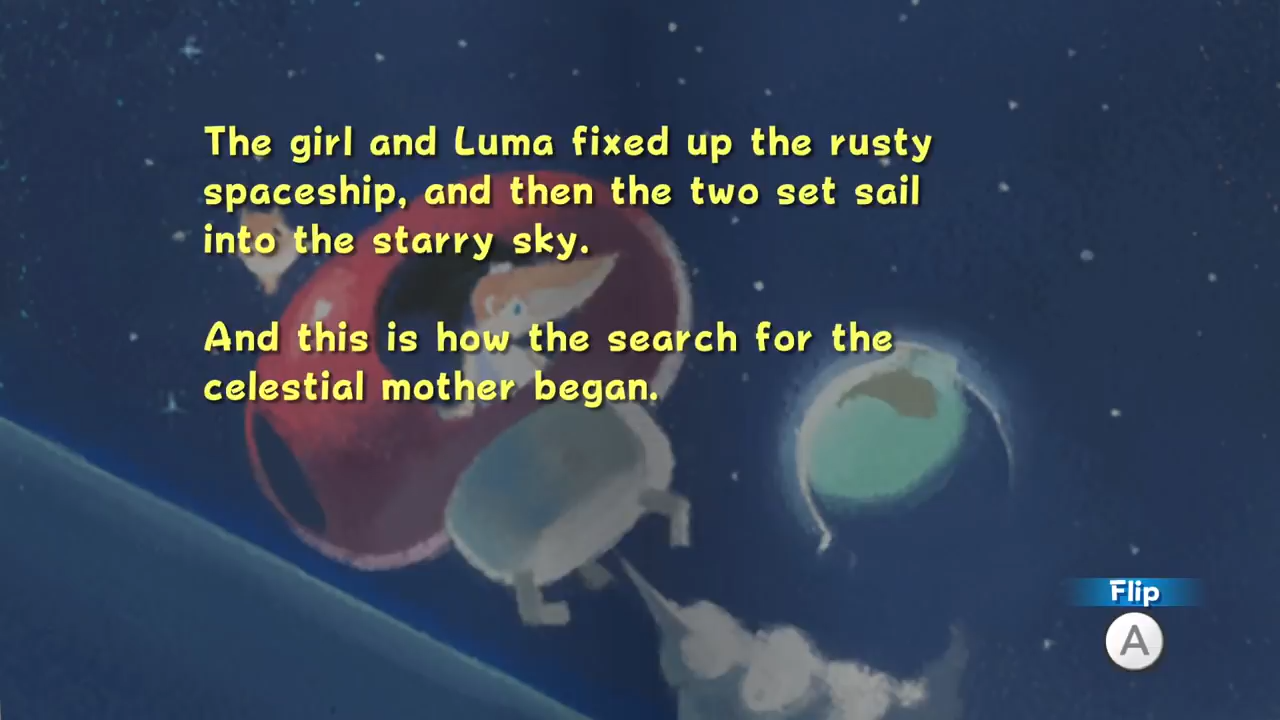 The girl and Luma fixed up the rusty
spaceship, and then the two set sail
into the starry sky.
And this is how the search for the
celestial mother began.
Flip
A